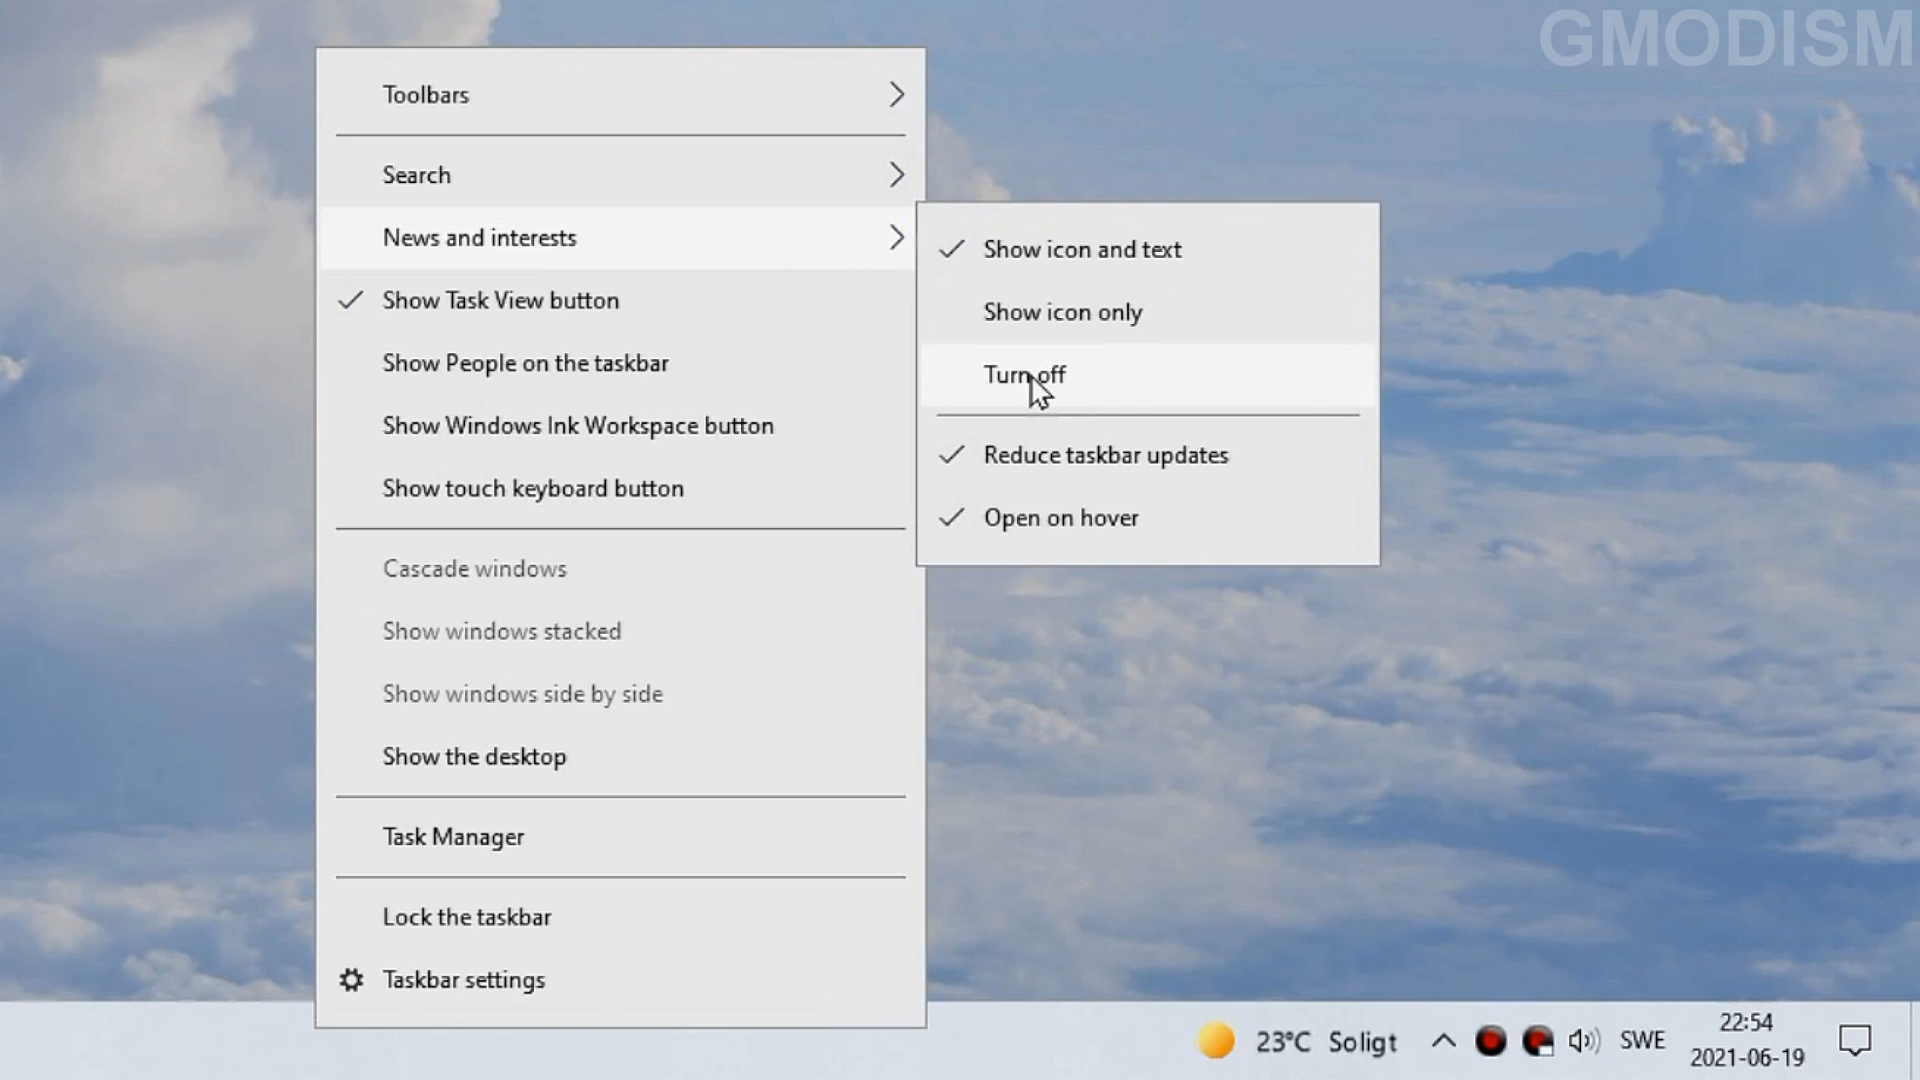 GMODISM
Toolbars
Search
News and interests
Show Task View button
Show People on the taskbar
Show Windows Ink Workspace button
Show touch keyboard button
Cascade windows
Show windows stacked
Show windows side by side
Show the desktop
Task Manager
Lock the taskbar
Taskbar settings
Show icon and text
Show icon only
Turn off
Reduce taskbar updates
Open on hover
23°C Soligt
SWE
22:54
2021-06-19